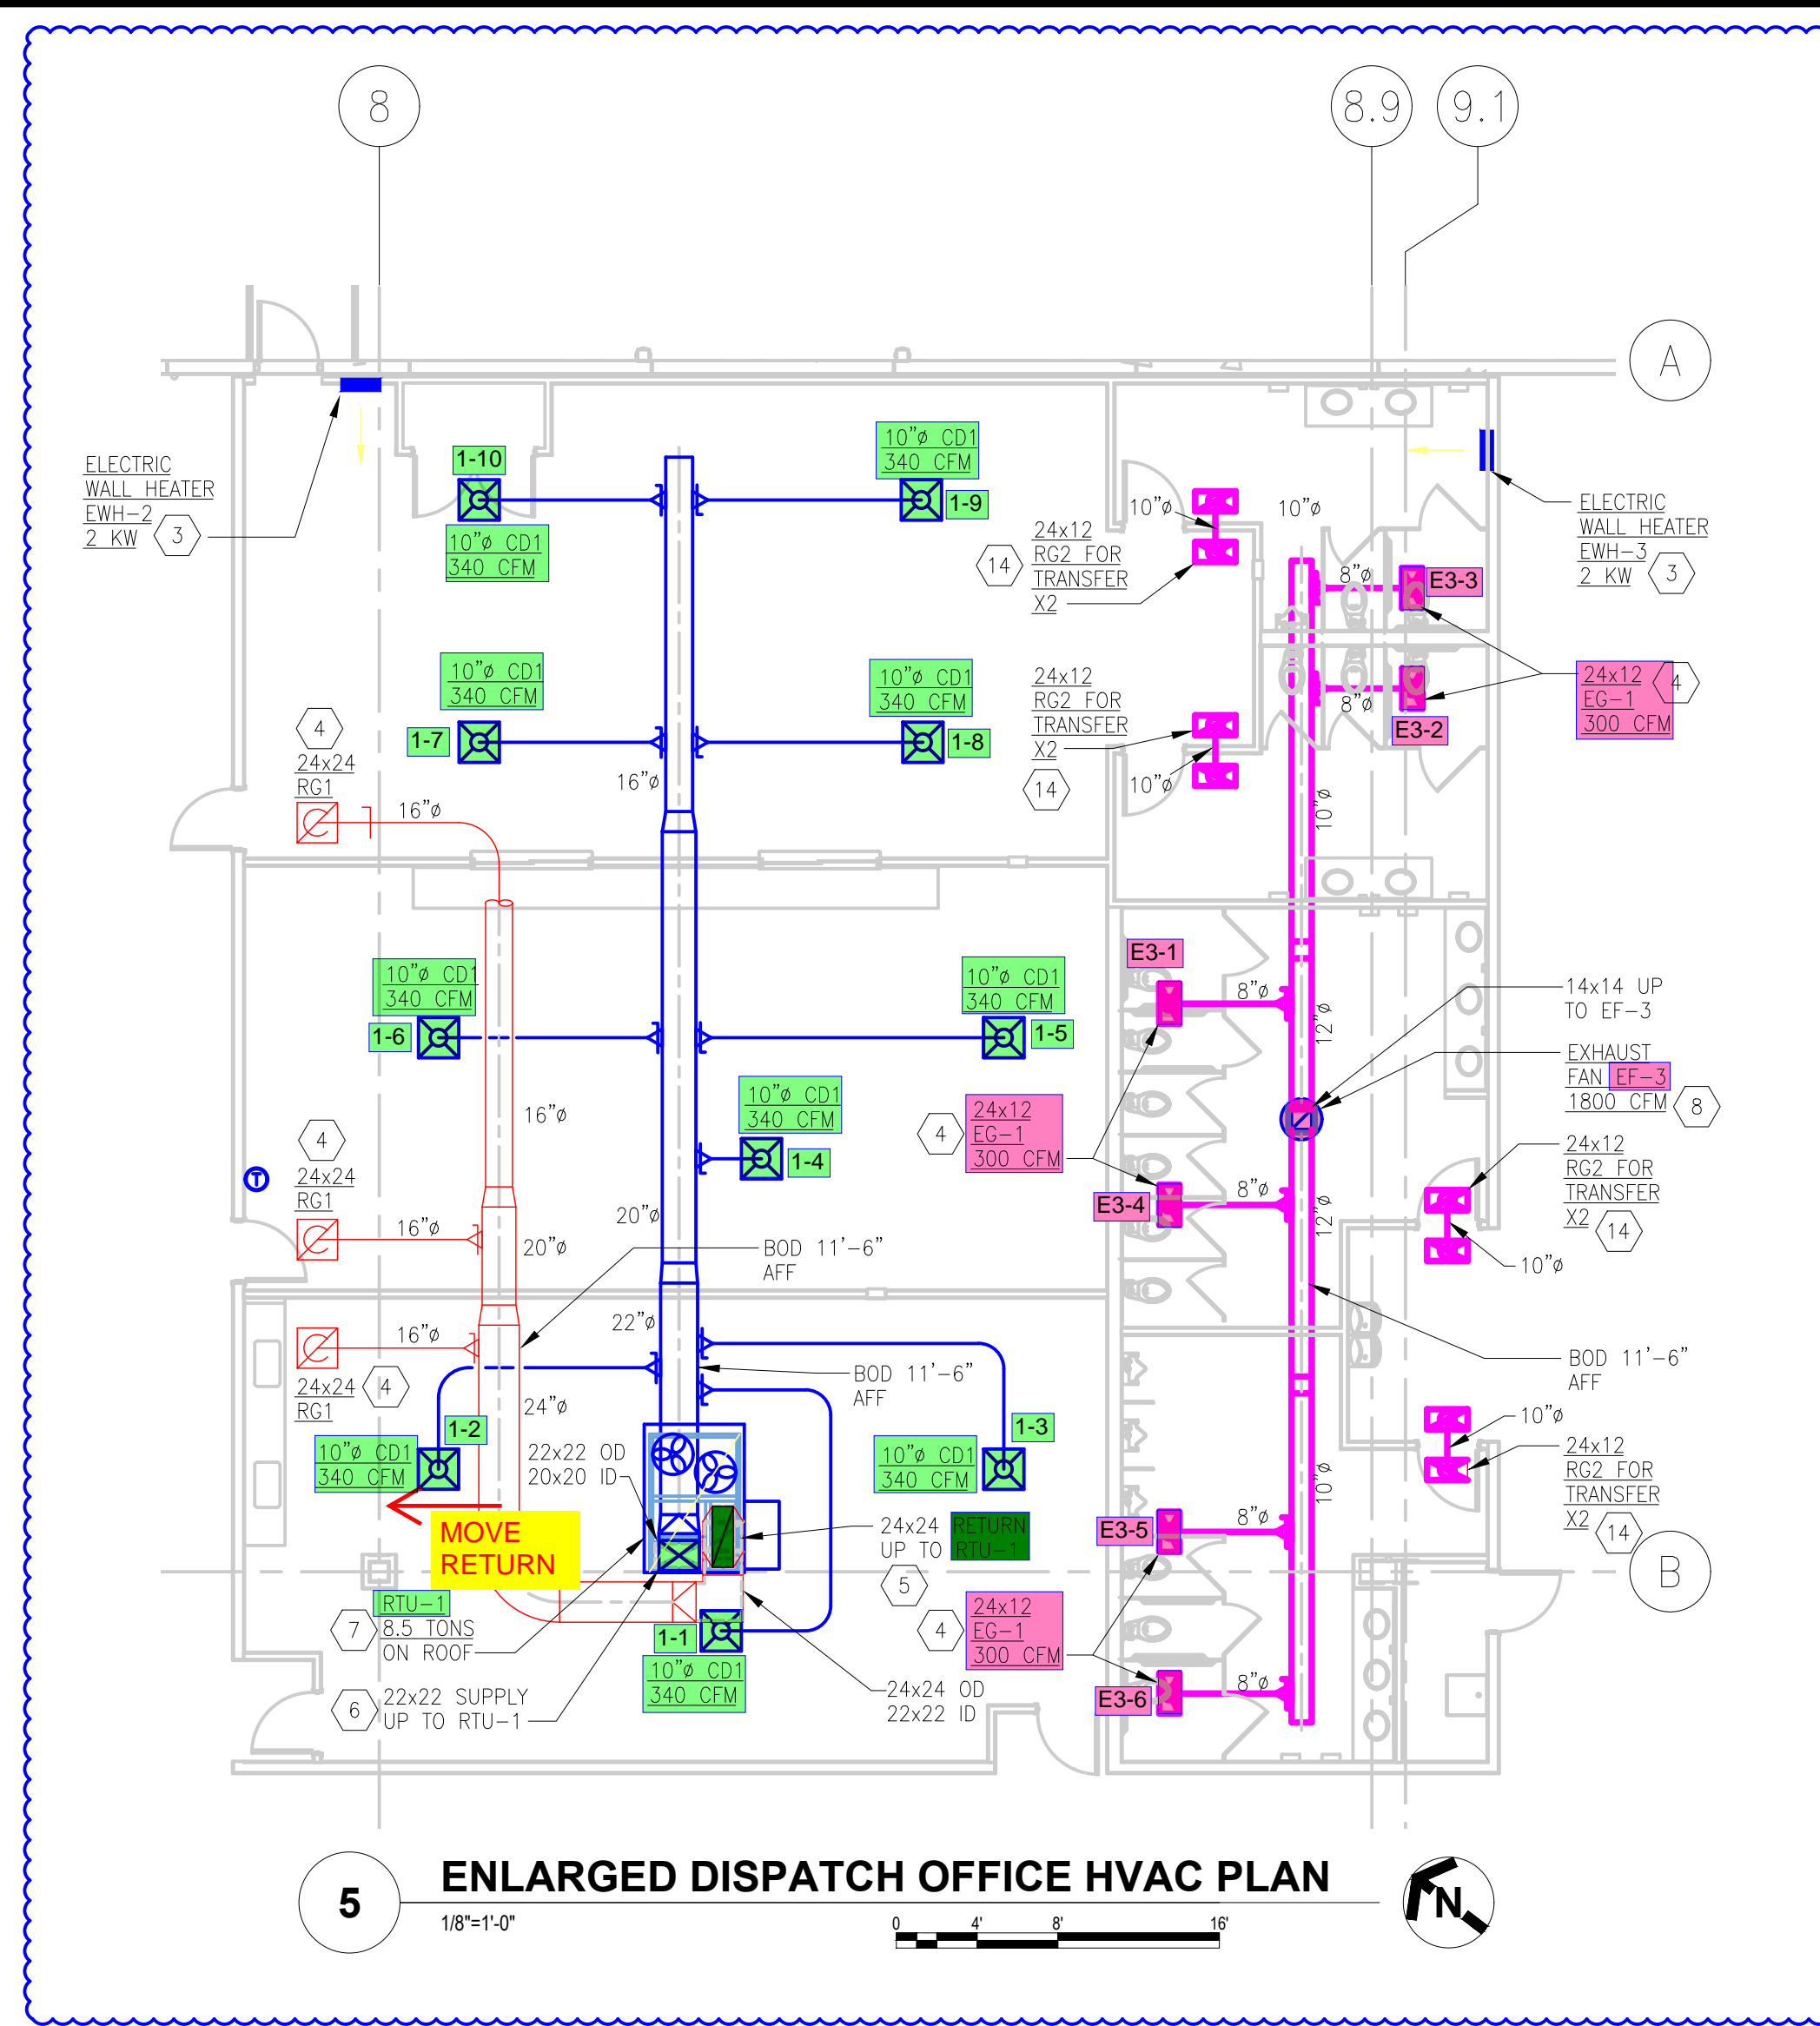 8
8.9
9.1
A
ELECTRIC
WALL HEATER
EWH-2
2 KW
3
1-10
10"ø CD1
340 CFM
10"ø CD1
340 CFM
1-9
10"ø
24x12
RG2 FOR
TRANSFER
X2
14
10"ø
8"ø
E3-3
ELECTRIC
WALL HEATER
EWH-3
2 KW
3
10"ø CD1
340 CFM
1-7
10"ø CD1
340 CFM
1-8
24x12
RG2 FOR
TRANSFER
X2
14
10"ø
8"ø
E3-2
24x12
EG-1
300 CFM
4
4
24x24
RG1
16"ø
16"ø
10"ø
10"ø CD1
340 CFM
1-6
10"ø CD1
340 CFM
1-5
E3-1
8"ø
12"ø
14x14 UP
TO EF-3
EXHAUST
FAN EF-3
1800 CFM
8
10"ø CD1
340 CFM
1-4
16"ø
24x12
EG-1
300 CFM
4
E3-4
8"ø
12"ø
24x12
RG2 FOR
TRANSFER
X2
14
10"ø
4
24x24
RG1
T
16"ø
20"ø
20"ø
BOD 11'-6"
AFF
16"ø
24x24
RG1
4
22"ø
BOD 11'-6"
AFF
BOD 11'-6"
AFF
24"ø
1-2
10"ø CD1
340 CFM
22x22 OD
20x20 ID
1-3
10"ø CD1
340 CFM
10"ø
24x12
RG2 FOR
TRANSFER
X2
14
10"ø
MOVE
RETURN
24x24
UP TO
RETURN
RTU-1
5
E3-5
8"ø
B
RTU-1
8.5 TONS
ON ROOF
7
1-1
10"ø CD1
340 CFM
24x12
EG-1
300 CFM
4
6
22x22 SUPPLY
UP TO RTU-1
24x24 OD
22x22 ID
E3-6
8"ø
5
ENLARGED DISPATCH OFFICE HVAC PLAN
1/8"=1'-0"
0 4' 8' 16'
N